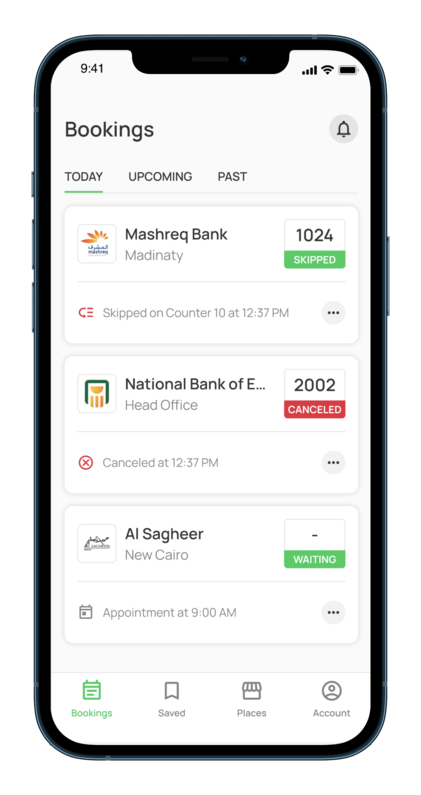 9:41
Bookings
TODAY UPCOMING PAST
المشرق
mashreq
Mashreq Bank
Madinaty
1024
SKIPPED
Skipped on Counter 10 at 12:37 PM
National Bank of E...
Head Office
2002
CANCELED
Canceled at 12:37 PM
Al Sagheer
New Cairo
-
WAITING
Appointment at 9:00 AM
Bookings Saved Places Account